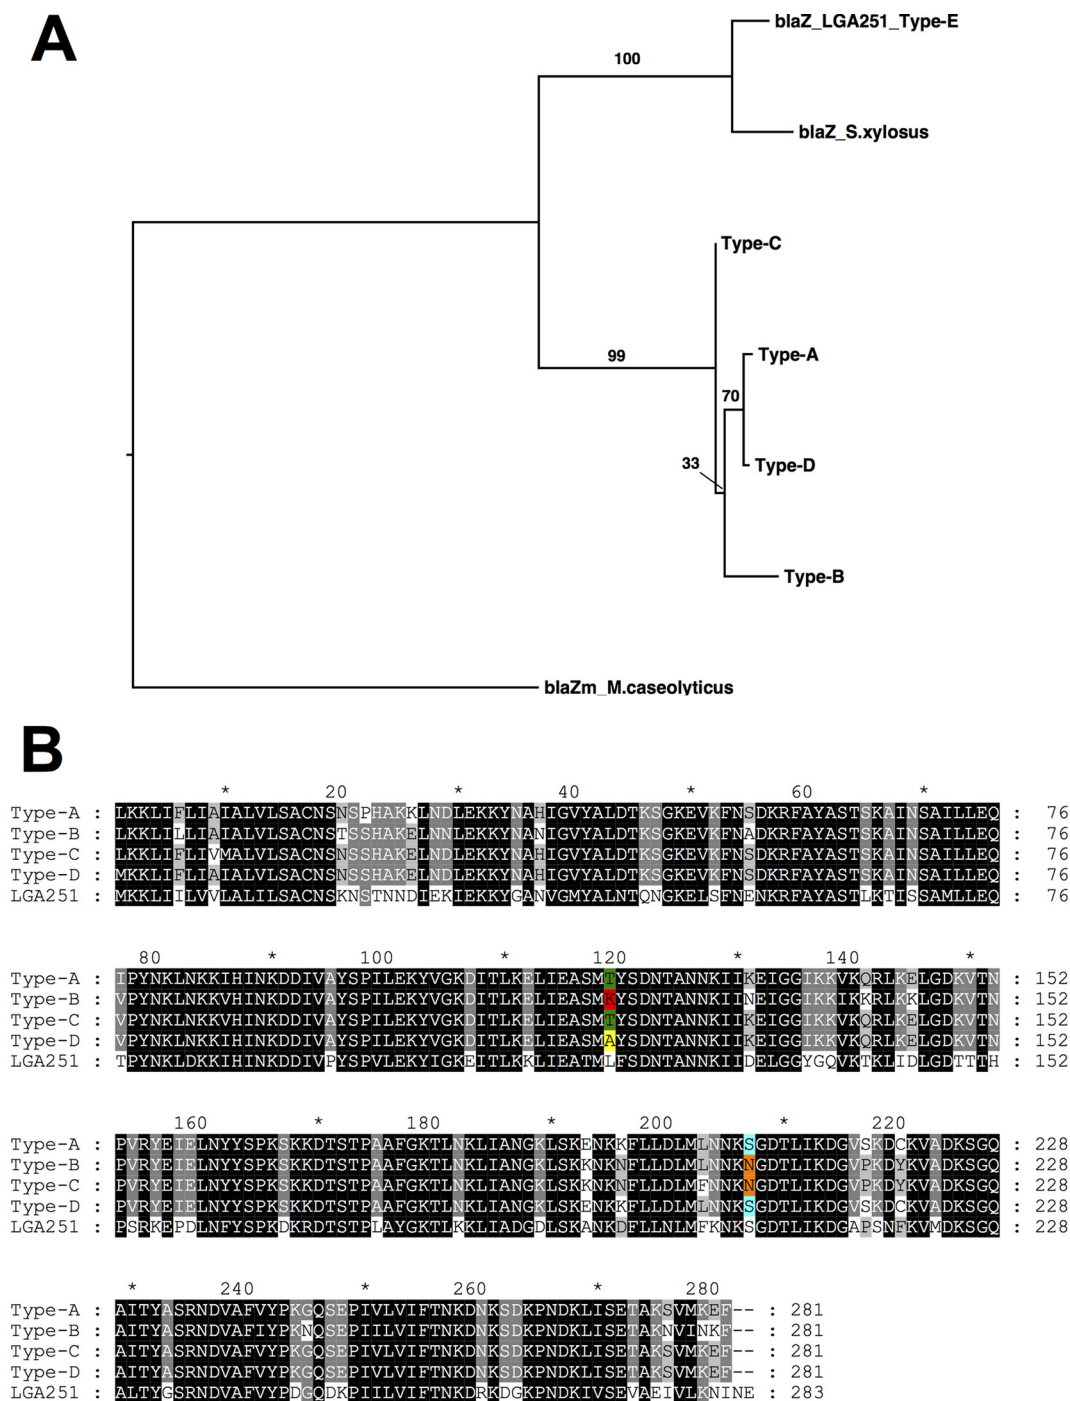 A
blaZ_LGA251_Type-E
100
blaZ_S.xylosus
Type-C
99
Type-A
70
33
Type-D
Type-B
blaZm_M.caseolyticus
B
* 20 * 40 * 60 *
Type-A : LKKLIFLIAIALVLSACNSNSPHAKKLNDLEKKYNAHIGVYALDTKSGKEVKFNSDKRFAYASTSKAINSAILLEQ : 76
Type-B : LKKLILLIAIALVLSACNSTSSHAKELNNLEKKYNANIGVYALDTKSGKEVKFNADKRFAYASTSKAINSAILLEQ : 76
Type-C : LKKLIFLIVMALVLSACNSNSSHAKELNDLEKKYNAHIGVYALDTKSGKEVKFNSDKRFAYASTSKAINSAILLEQ : 76
Type-D : MKKLIFLIAIALVLSACNSNSSHAKELNDLEKKYNAHIGVYALDTKSGKEVKFNSDKRFAYASTSKAINSAILLEQ : 76
LGA251 : MKKLIILVVLALILSACNSKNSTNNDIEKIEKKYGANVGMYALNTQNGKELSFNENKRFAYASTLKTISSAMLLEQ : 76
80 * 100 * 120 * 140 *
Type-A : IPYNKLNKKIHINKDDIVAYSPILEKYVGKDITLKELIEASMTYSDNTANNKIIKEIGGIKKVKQRLKELGDKVTN : 152
Type-B : VPYNKLNKKVHINKDDIVAYSPILEKYVGKDITLKELIEASMKYSDNTANNKIINEIGGIKKIKKRLKKLGDKVTN : 152
Type-C : VPYNKLNKKVHINKDDIVAYSPILEKYVGKDITLKELIEASMTYSDNTANNKIIKEIGGIKKVKQRLKELGDKVTN : 152
Type-D : VPYNKLNKKIHINKDDIVAYSPILEKYVGKDITLKELIEASMAYSDNTANNKIIKEIGGIKKVKQRLKELGDKVTN : 152
LGA251 : TPYNKLDKKIHINKDDIVPYSPVLEKYIGKEITLKKLIEATMLFSDNTANNKIIDELGGYGQVKTKLIDLGDTTTH : 152
160 * 180 * 200 * 220
Type-A : PVRYEIELNYYSPKSKKDTSTPAAFGKTLNKLIANGKLSKENKKFLLDLMLNNKSGDTLIKDGVSKDCKVADKSGQ : 228
Type-B : PVRYEIELNYYSPKSKKDTSTPAAFGKTLNKLIANGKLSKKNKNFLLDLMLNNKNGDTLIKDGVPKDYKVADKSGQ : 228
Type-C : PVRYEIELNYYSPKSKKDTSTPAAFGKTLNKLIANGKLSKKNKNFLLDLMFNNKNGDTLIKDGVPKDYKVADKSGQ : 228
Type-D : PVRYEIELNYYSPKSKKDTSTPAAFGKTLNKLIANGKLSKENKKFLLDLMLNNKSGDTLIKDGVSKDCKVADKSGQ : 228
LGA251 : PSRKEPDLNFYSPKDKRDTSTPLAYGKTLKKLIADGDLSKANKDFLLNLMFKNKSGDTLIKDGAPSNFKVMDKSGQ : 228
* 240 * 260 * 280
Type-A : AITYASRNDVAFVYPKGQSEPIVLVIFTNKDNKSDKPNDKLISETAKSVMKEF-- : 281
Type-B : AITYASRNDVAFIYPKNQSEPIILVIFTNKDNKSDKPNDKLISETAKNVINKF-- : 281
Type-C : AITYASRNDVAFVYPKGQSEPIVLVIFTNKDNKSDKPNDKLISETAKSVMKEF-- : 281
Type-D : AITYASRNDVAFVYPKGQSEPIILVIFTNKDNKSDKPNDKLISETAKSVMKEF-- : 281
LGA251 : ALTYGSRNDVAFVYPDGQDKPIILVIFTNKDRKDGKPNDKIVSEVAEIVLKNINE : 283